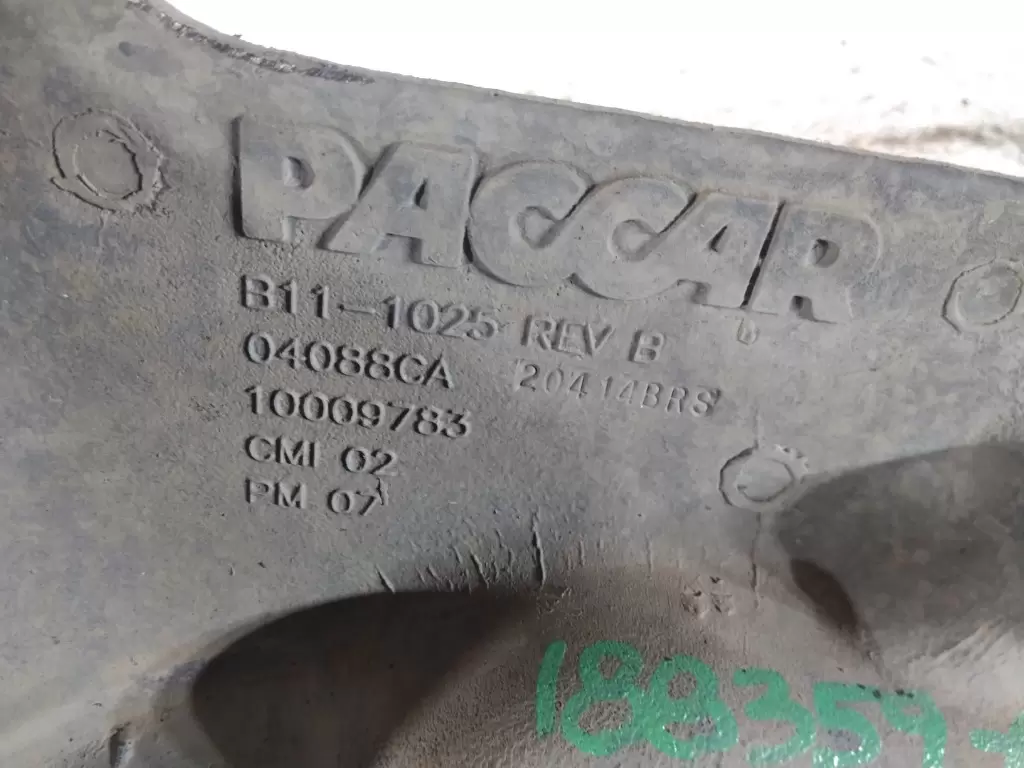 PACCAR
B11-1025 REV B
04088CA 20414BRS
10009783
CMI 02
PM 07
188359